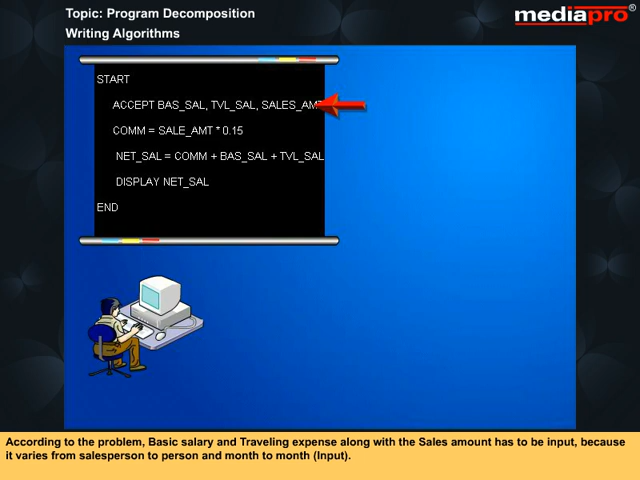 Topic: Program Decomposition
mediapro®
Writing Algorithms
START
ACCEPT BAS_SAL, TVL_SAL, SALES_AMT
COMM = SALE_AMT * 0.15
NET_SAL = COMM + BAS_SAL + TVL_SAL
DISPLAY NET_SAL
END
According to the problem, Basic salary and Traveling expense along with the Sales amount has to be input, because
it varies from salesperson to person and month to month (Input).